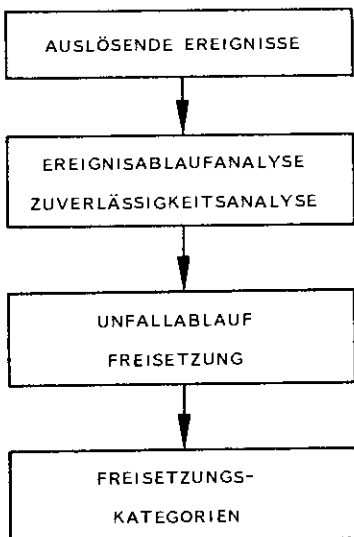 AUSLÖSENDE EREIGNISSE
EREIGNISABLAUFANALYSE
ZUVERLÄSSIGKEITSANALYSE
UNFALLABLAUF
FREISETZUNG
FREISETZUNGS-
KATEGORIEN